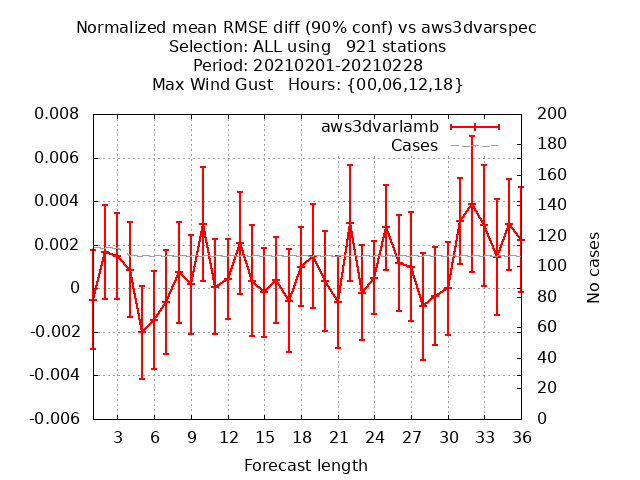 Normalized mean RMSE diff (90% conf) vs aws3dvarspec
Selection: ALL using   921 stations
Period: 20210201-20210228
Max Wind Gust   Hours: {00,06,12,18}
aws3dvarlamb
Cases
0.008
0.006
0.004
0.002
0
-0.002
-0.004
-0.006
200
180
160
140
120
100
80
60
40
20
0
No cases
3 6 9 12 15 18 21 24 27 30 33 36
Forecast length